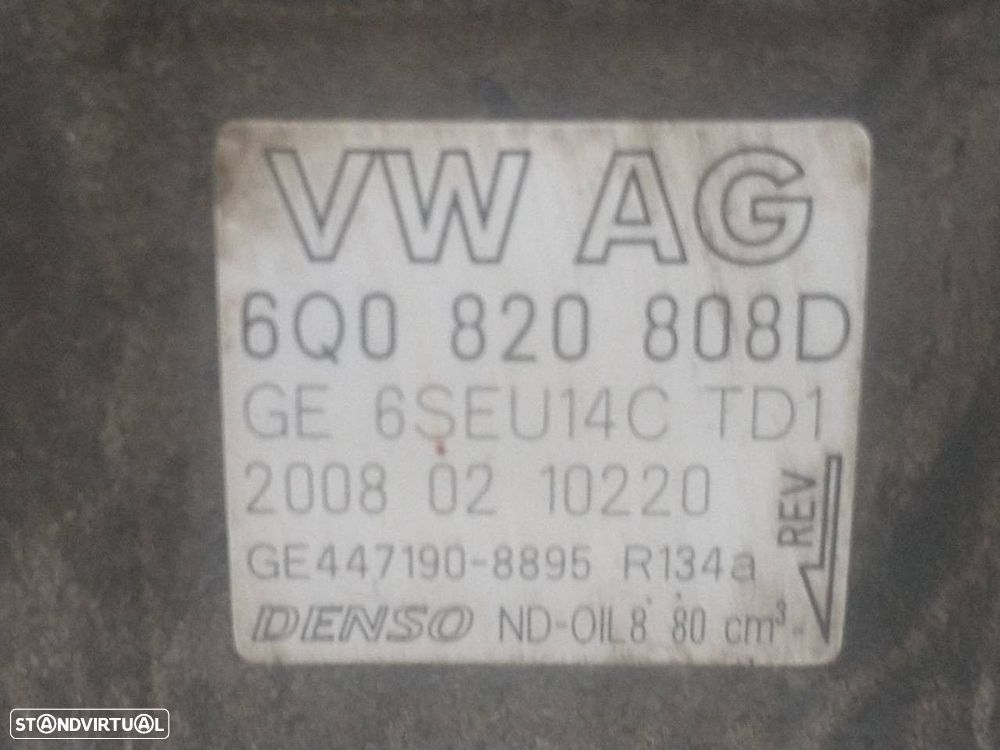 VW AG
6Q0 820 808D
GE 6SEU14C TD1
2008 02 10220
REV
GE447190-8895 R134a
DENSO ND-OIL8 80 cm³
STANDVIRTUAL